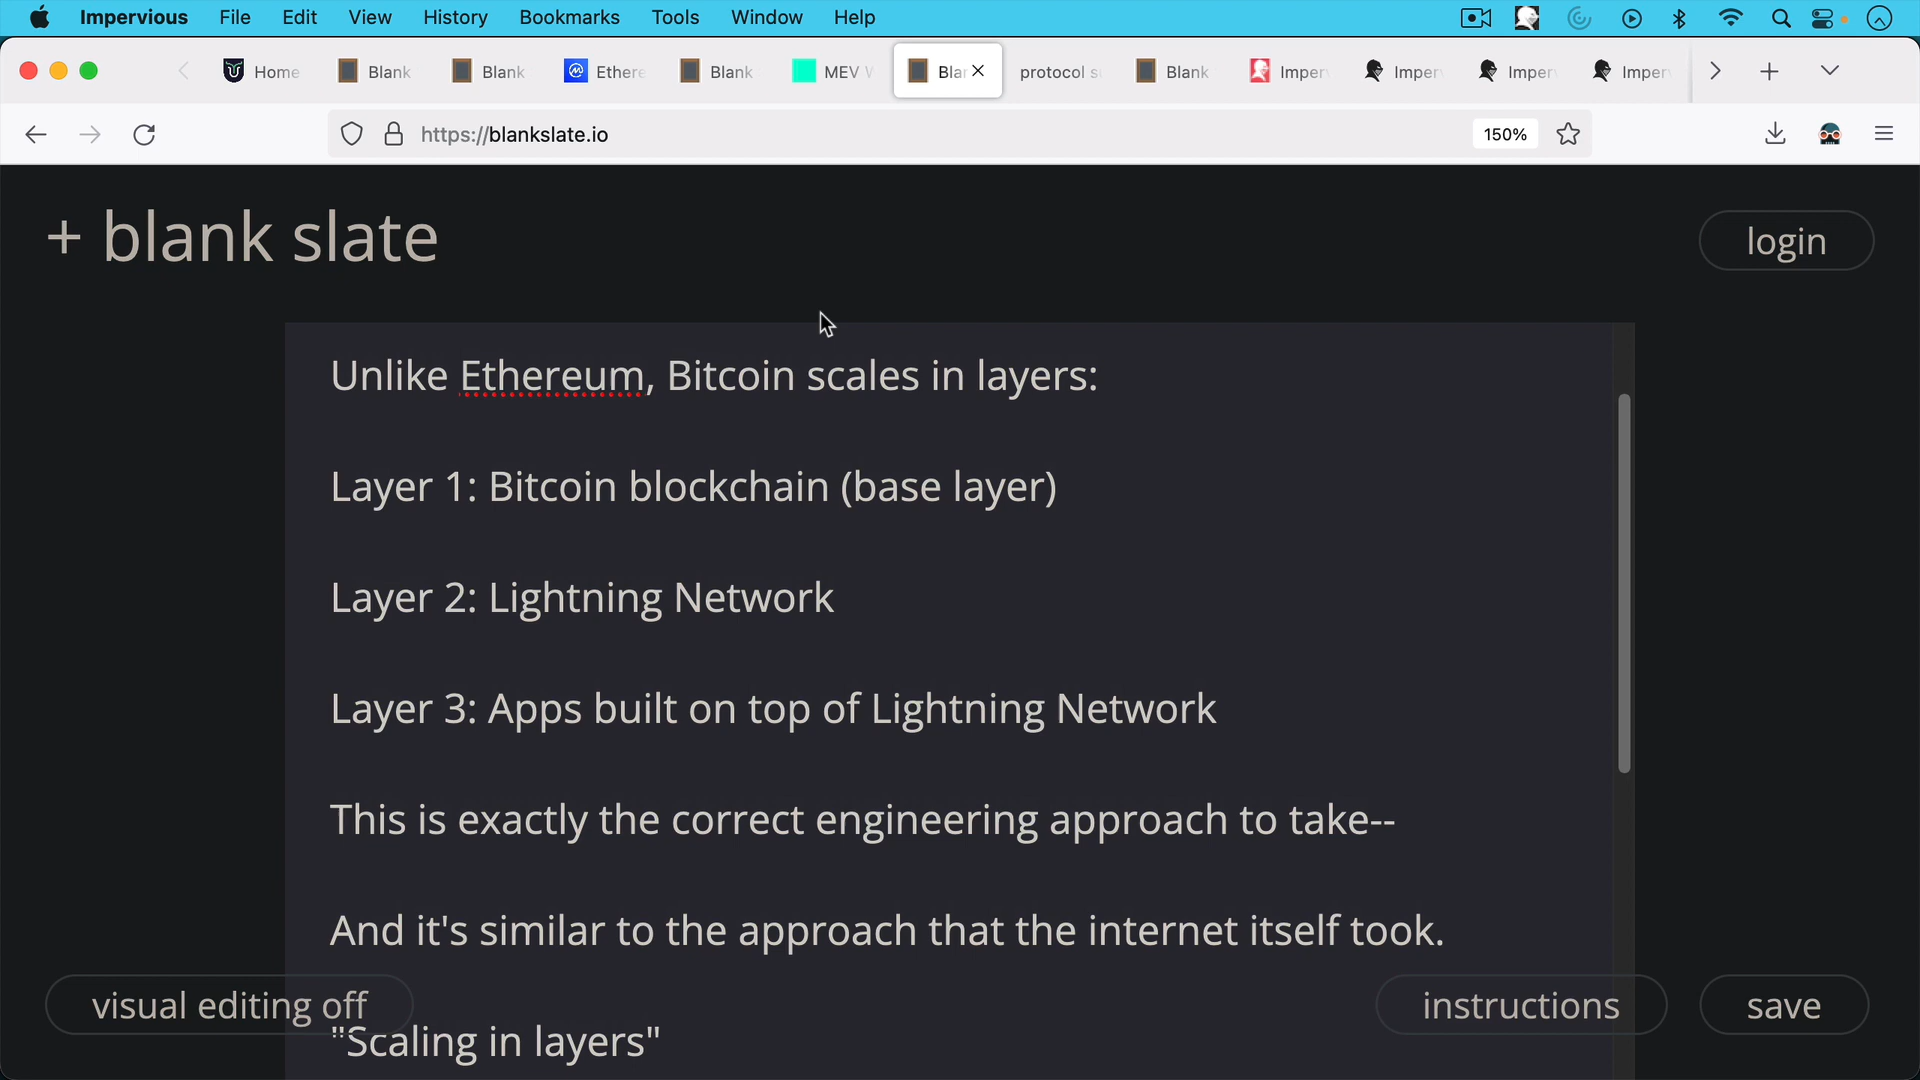 Impervious File Edit View History Bookmarks Tools Window Help
Home Blank Blank Ethere Blank MEV Bla protocol Blank Imper Imper Imper Imper
https://blankslate.io 150%
+ blank slate
login
Unlike Ethereum, Bitcoin scales in layers:
Layer 1: Bitcoin blockchain (base layer)
Layer 2: Lightning Network
Layer 3: Apps built on top of Lightning Network
This is exactly the correct engineering approach to take--
And it's similar to the approach that the internet itself took.
visual editing off
instructions
save
"Scaling in layers"